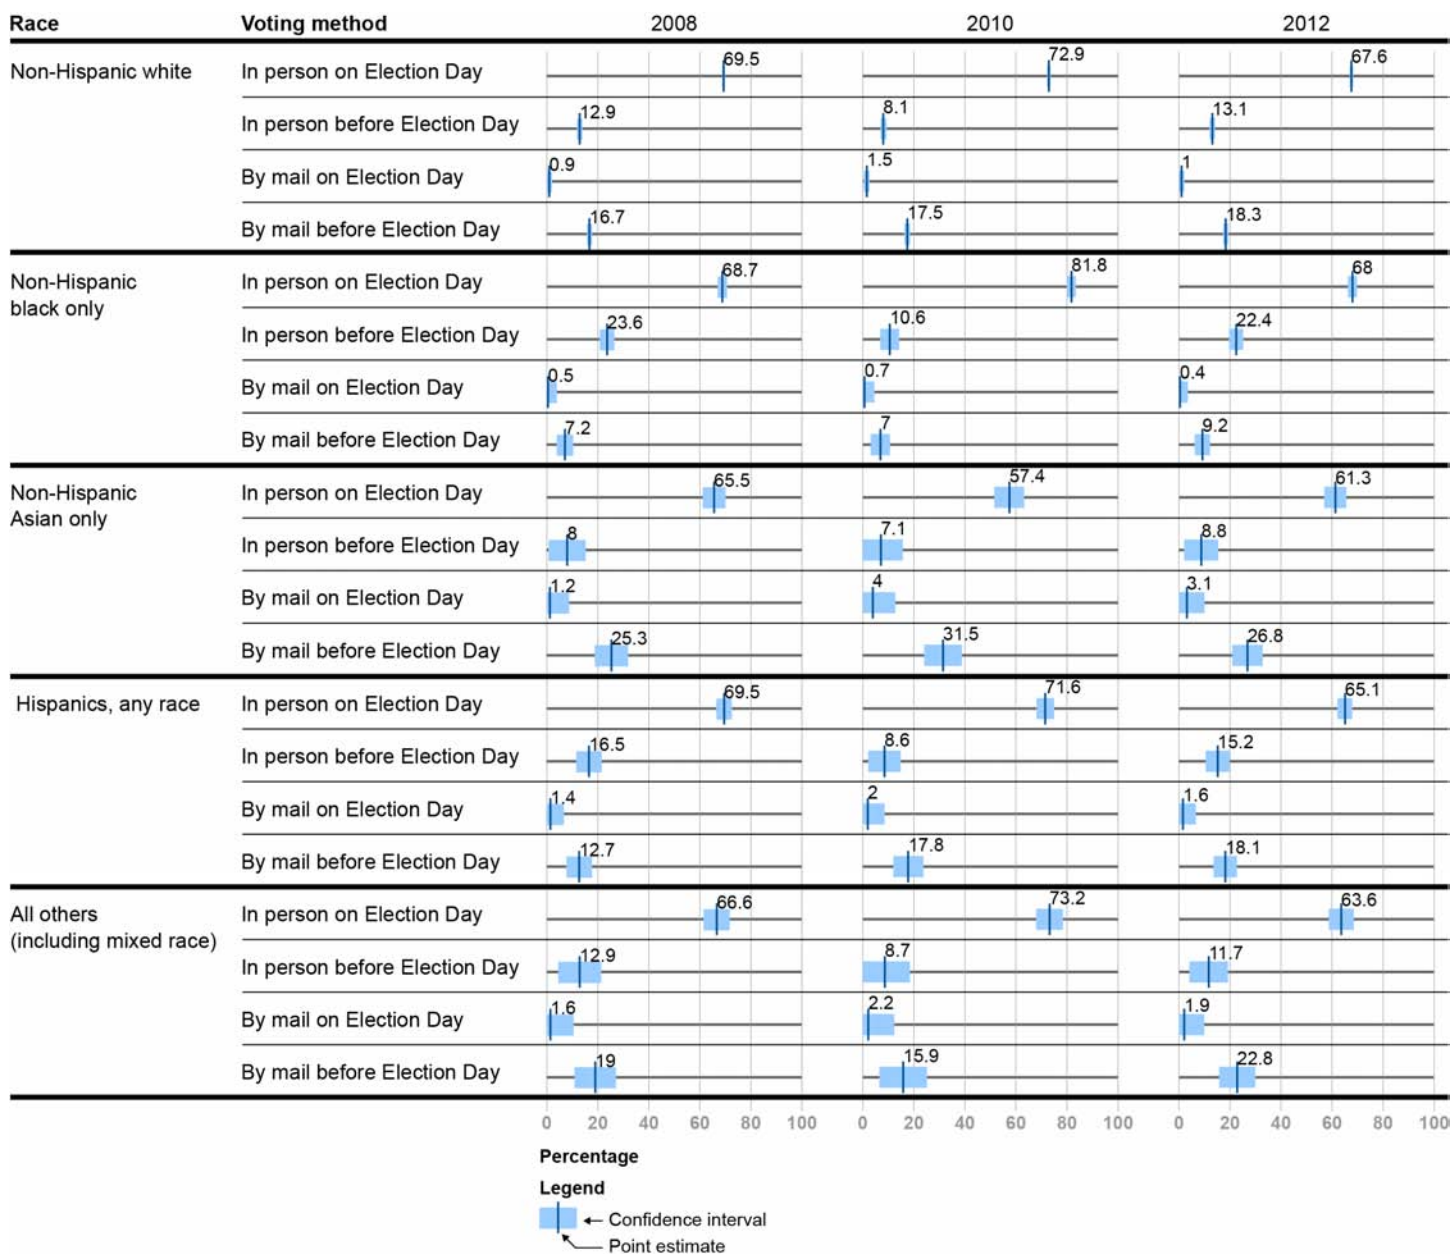 Race Voting method 2008 2010 2012
Non-Hispanic white In person on Election Day 69.5 72.9 67.6
In person before Election Day 12.9 8.1 13.1
By mail on Election Day 0.9 1.5 1
By mail before Election Day 16.7 17.5 18.3
Non-Hispanic In person on Election Day 68.7 81.8 68
black only
In person before Election Day 23.6 10.6 22.4
By mail on Election Day 0.5 0.7 0.4
By mail before Election Day 7.2 7 9.2
Non-Hispanic In person on Election Day 65.5 57.4 61.3
Asian only
In person before Election Day 8 7.1 8.8
By mail on Election Day 1.2 4 3.1
By mail before Election Day 25.3 31.5 26.8
Hispanics, any race In person on Election Day 69.5 71.6 65.1
In person before Election Day 16.5 8.6 15.2
By mail on Election Day 1.4 2 1.6
By mail before Election Day 12.7 17.8 18.1
All others In person on Election Day 66.6 73.2 63.6
(including mixed race)
In person before Election Day 12.9 8.7 11.7
By mail on Election Day 1.6 2.2 1.9
By mail before Election Day 19 15.9 22.8
0 20 40 60 80 100 0 20 40 60 80 100 0 20 40 60 80 100
Percentage
Legend
Confidence interval
Point estimate